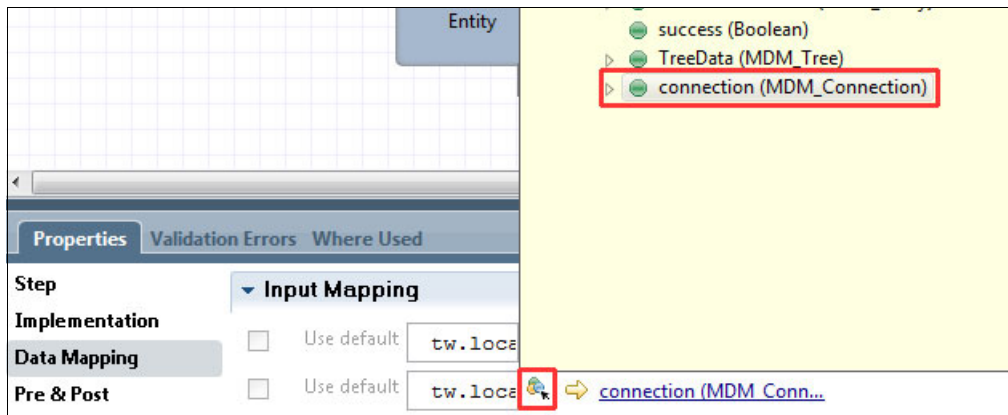 Entity
success (Boolean)
TreeData (MDM_Tree)
connection (MDM_Connection)
Properties Validation Errors Where Used
Step
Input Mapping
Implementation
Use default tw.loca
Data Mapping
Use default tw.loca connection (MDM_Conn...
Pre & Post